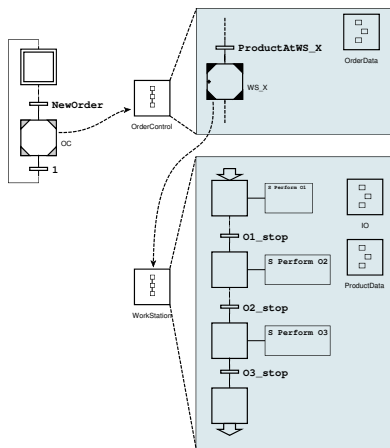 ProductAtWS_X
OrderData
NewOrder
WS_X
OrderControl
OC
1
S Perform O1
IO
O1_stop
S Perform O2
ProductData
WorkStation
O2_stop
S Perform O3
O3_stop